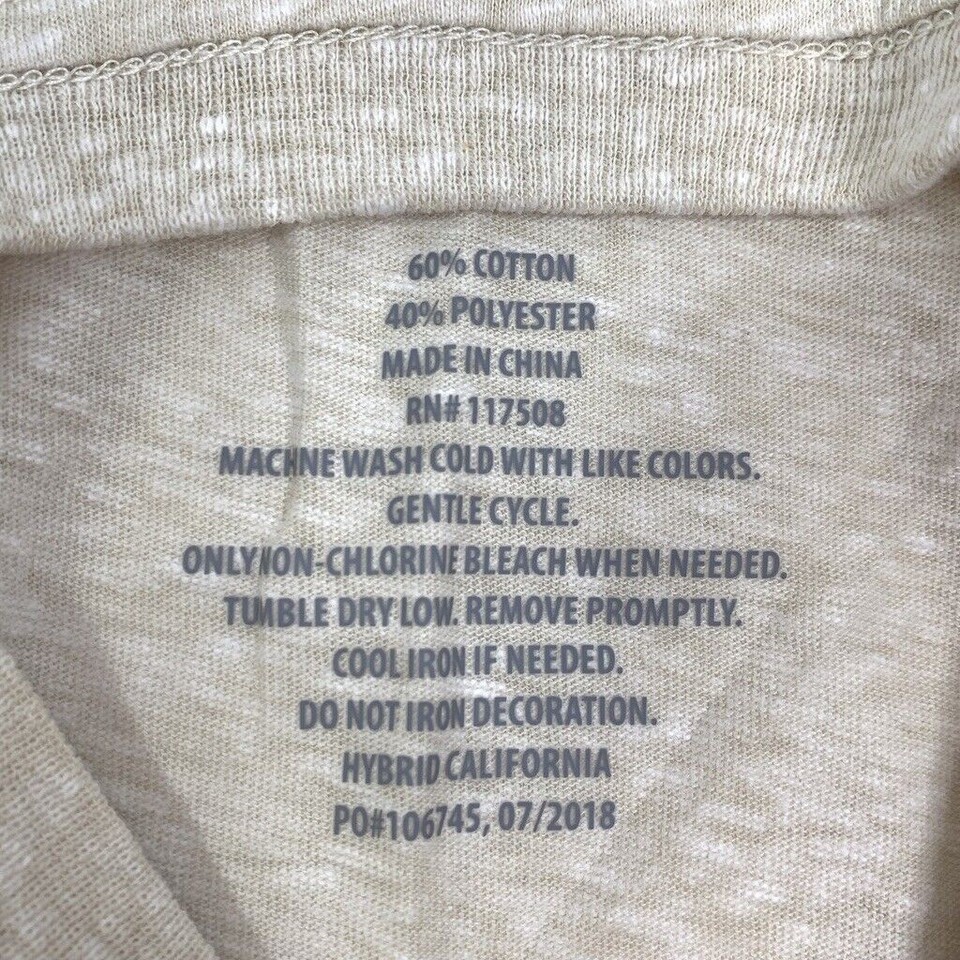 60% COTTON
40% POLYESTER
MADE IN CHINA
RN# 117508
MACHINE WASH COLD WITH LIKE COLORS.
GENTLE CYCLE.
ONLY NON-CHLORINE BLEACH WHEN NEEDED.
TUMBLE DRY LOW. REMOVE PROMPTLY.
COOL IRON IF NEEDED.
DO NOT IRON DECORATION.
HYBRID CALIFORNIA
PO#106745, 07/2018